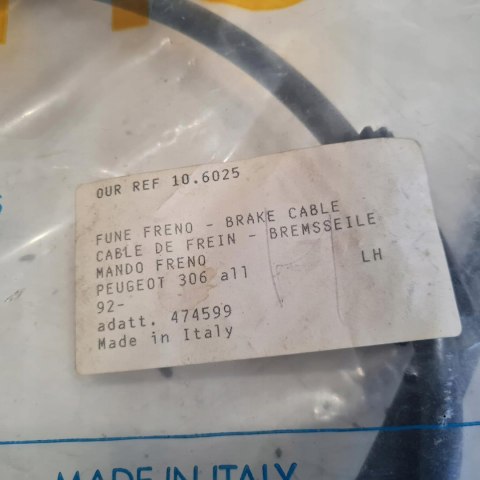 OUR REF 10.6025
FUNE FRENO - BRAKE CABLE
CABLE DE FREIN - BREMSSEILE
MANDO FRENO
PEUGEOT 306 all LH
92-
adatt. 474599
Made in Italy
MADE IN ITALY